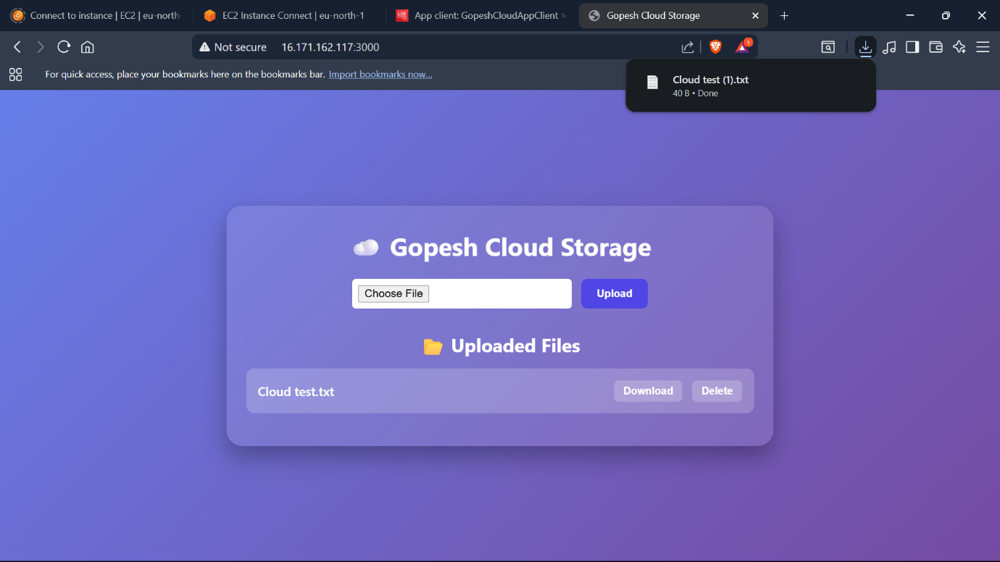 Connect to instance | EC2 | eu-north-
EC2 Instance Connect | eu-north-1
App client: GopeshCloudAppClient >
Gopesh Cloud Storage
Not secure
16.171.162.117:3000
1
For quick access, place your bookmarks here on the bookmarks bar. Import bookmarks now...
Cloud test (1).txt
40 B • Done
Gopesh Cloud Storage
Choose File
Upload
Uploaded Files
Cloud test.txt
Download
Delete